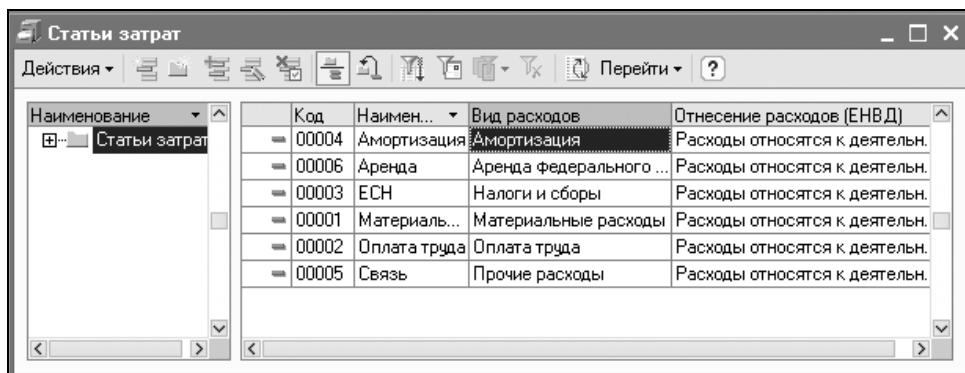 Статьи затрат
Действия Перейти ?
Наименование
Статьи затрат
Код Наимен... Вид расходов Отнесение расходов (ЕНВД)
00004 Амортизация Амортизация Расходы относятся к деятельн.
00006 Аренда Аренда федерального ... Расходы относятся к деятельн.
00003 ЕСН Налоги и сборы Расходы относятся к деятельн.
00001 Материаль... Материальные расходы Расходы относятся к деятельн.
00002 Оплата труда Оплата труда Расходы относятся к деятельн.
00005 Связь Прочие расходы Расходы относятся к деятельн.